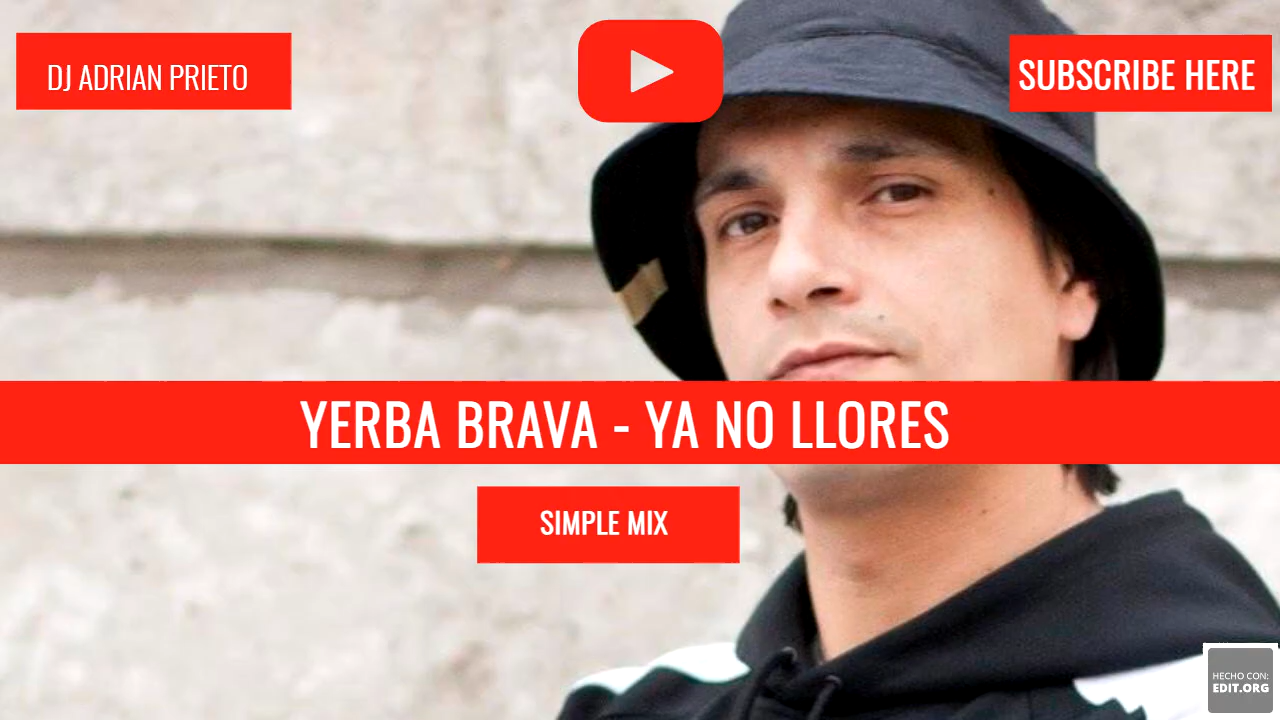 DJ ADRIAN PRIETO
SUBSCRIBE HERE
YERBA BRAVA - YA NO LLORES
SIMPLE MIX
HECHO CON:
EDIT.ORG